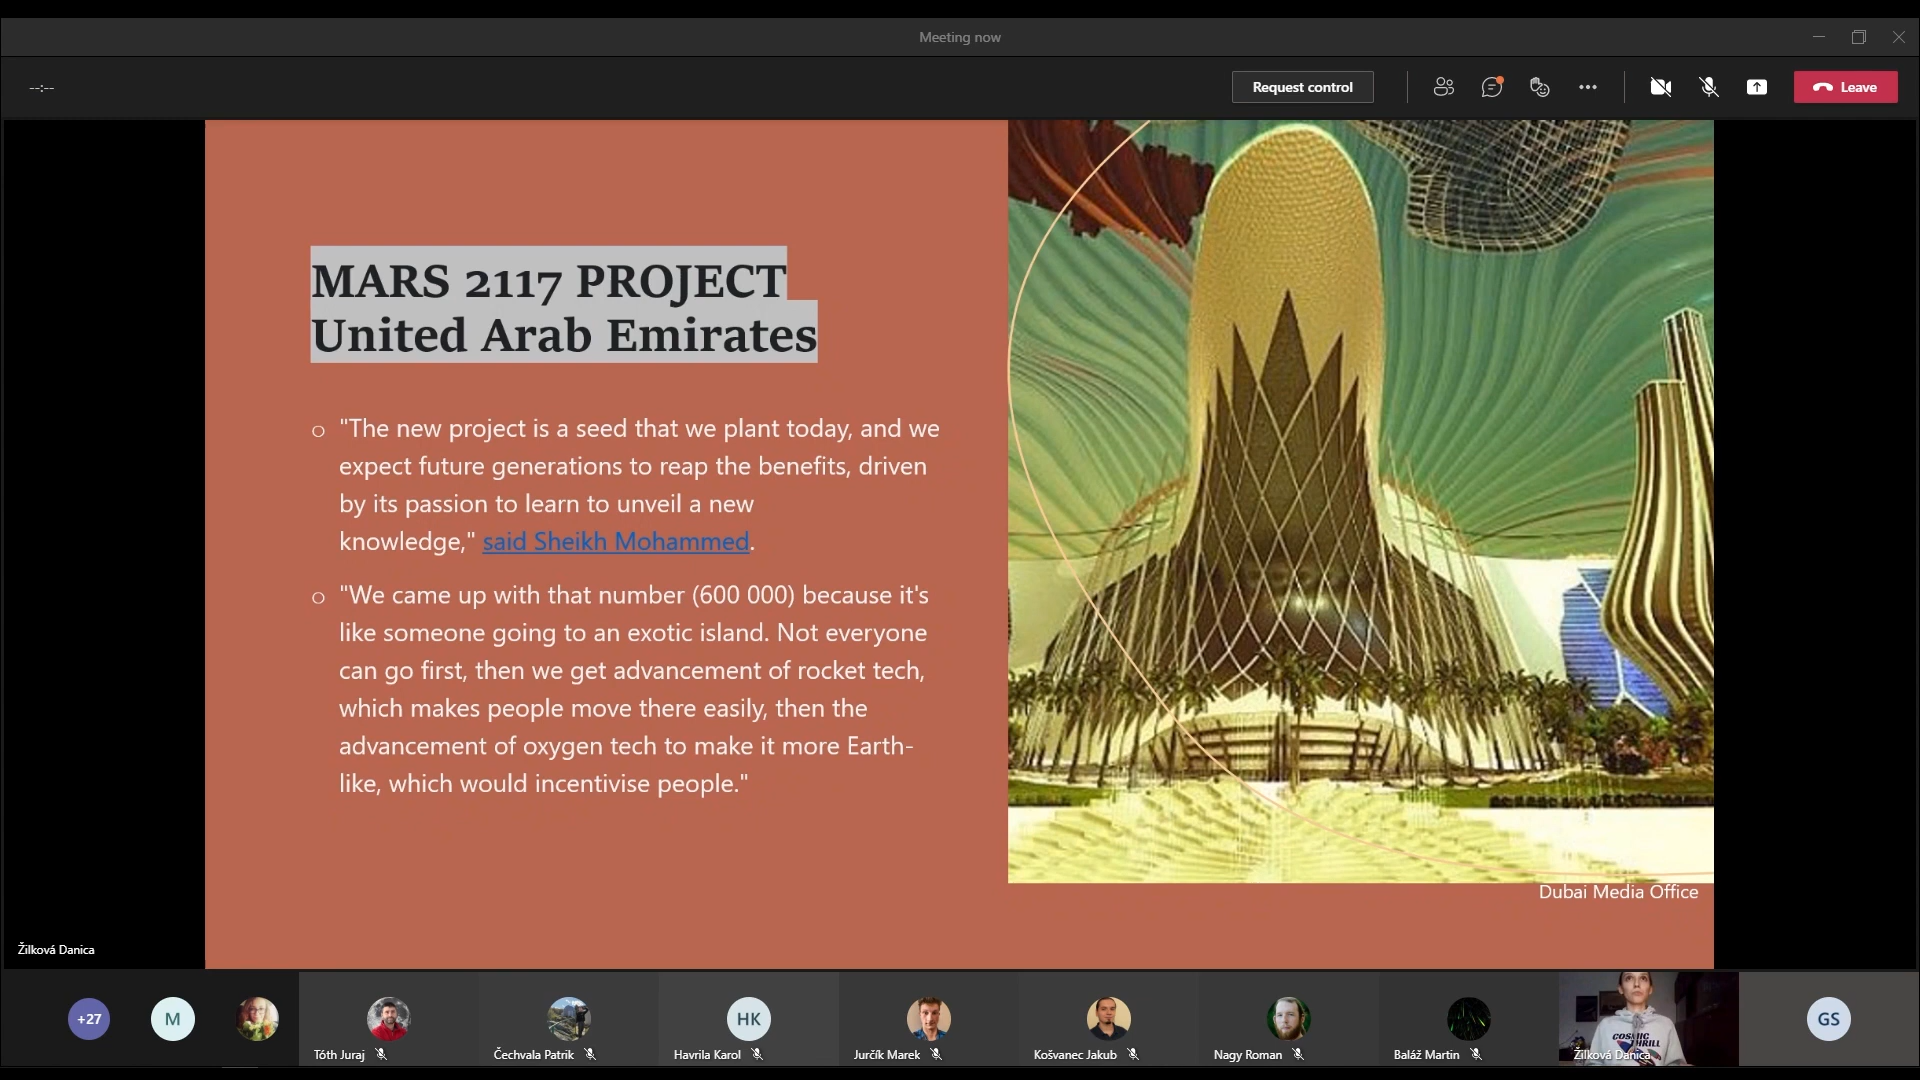 Meeting now
--:--
Request control
Leave
MARS 2117 PROJECT
United Arab Emirates
o "The new project is a seed that we plant today, and we
expect future generations to reap the benefits, driven
by its passion to learn to unveil a new
knowledge," said Sheikh Mohammed.
o "We came up with that number (600 000) because it's
like someone going to an exotic island. Not everyone
can go first, then we get advancement of rocket tech,
which makes people move there easily, then the
advancement of oxygen tech to make it more Earth-
like, which would incentivise people."
Dubai Media Office
Žilková Danica
+27
M
Tóth Juraj
Čechvala Patrik
HK
Havrila Karol
Jurčík Marek
Košvanec Jakub
Nagy Roman
Baláž Martin
COSMIC
THRILL
Žilková Danica
GS